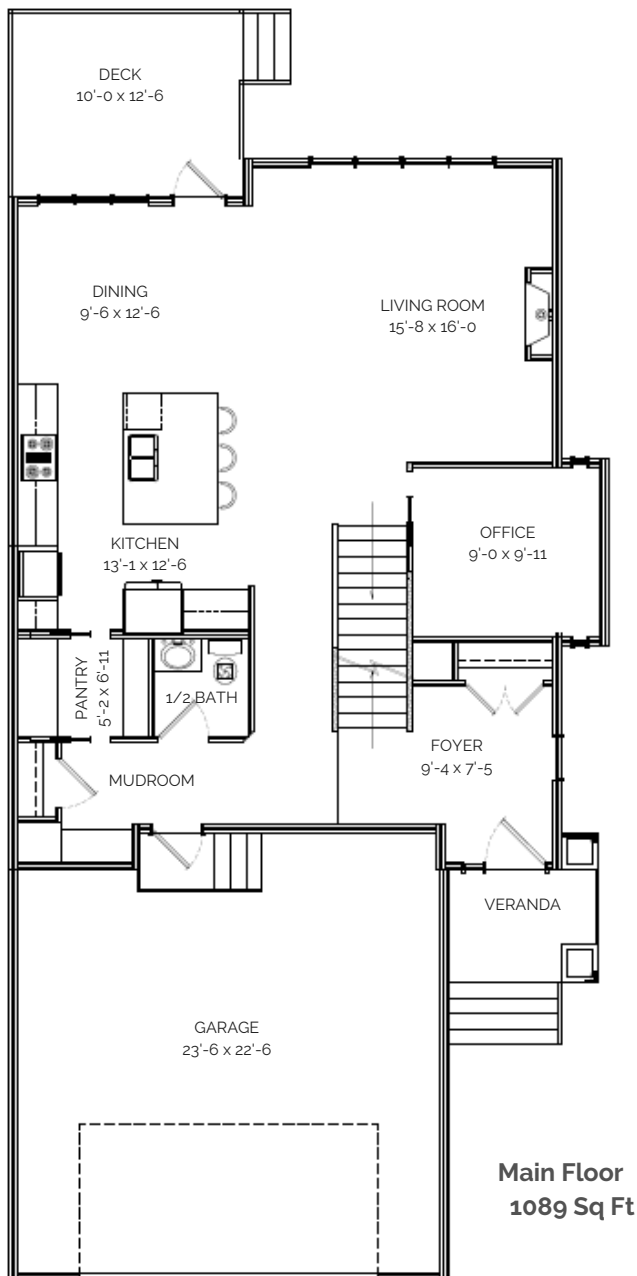 DECK
10'-0 x 12'-6
DINING
9'-6 x 12'-6
LIVING ROOM
15'-8 x 16'-0
OFFICE
9'-0 x 9'-11
KITCHEN
13'-1 x 12'-6
PANTRY
5'-2 x 6'-11
1/2 BATH
FOYER
9'-4 x 7'-5
MUDROOM
VERANDA
GARAGE
23'-6 x 22'-6
Main Floor
1089 Sq Ft